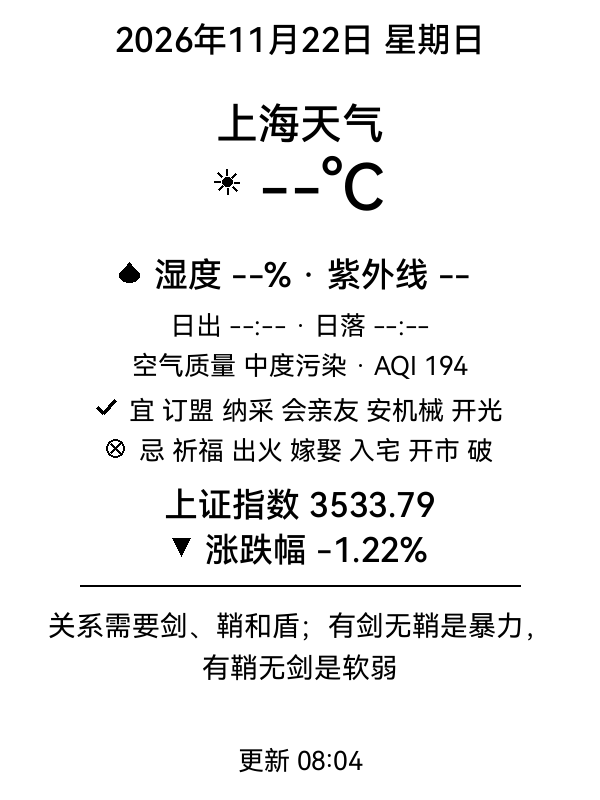 2026年11月22日 星期日
上海天气
--°C
湿度 --% · 紫外线 --
日出 --:-- · 日落 --:--
空气质量 中度污染 · AQI 194
宜 订盟 纳采 会亲友 安机械 开光
忌 祈福 出火 嫁娶 入宅 开市 破
上证指数 3533.79
▼ 涨跌幅 -1.22%
关系需要剑、鞘和盾；有剑无鞘是暴力，
有鞘无剑是软弱
更新 08:04